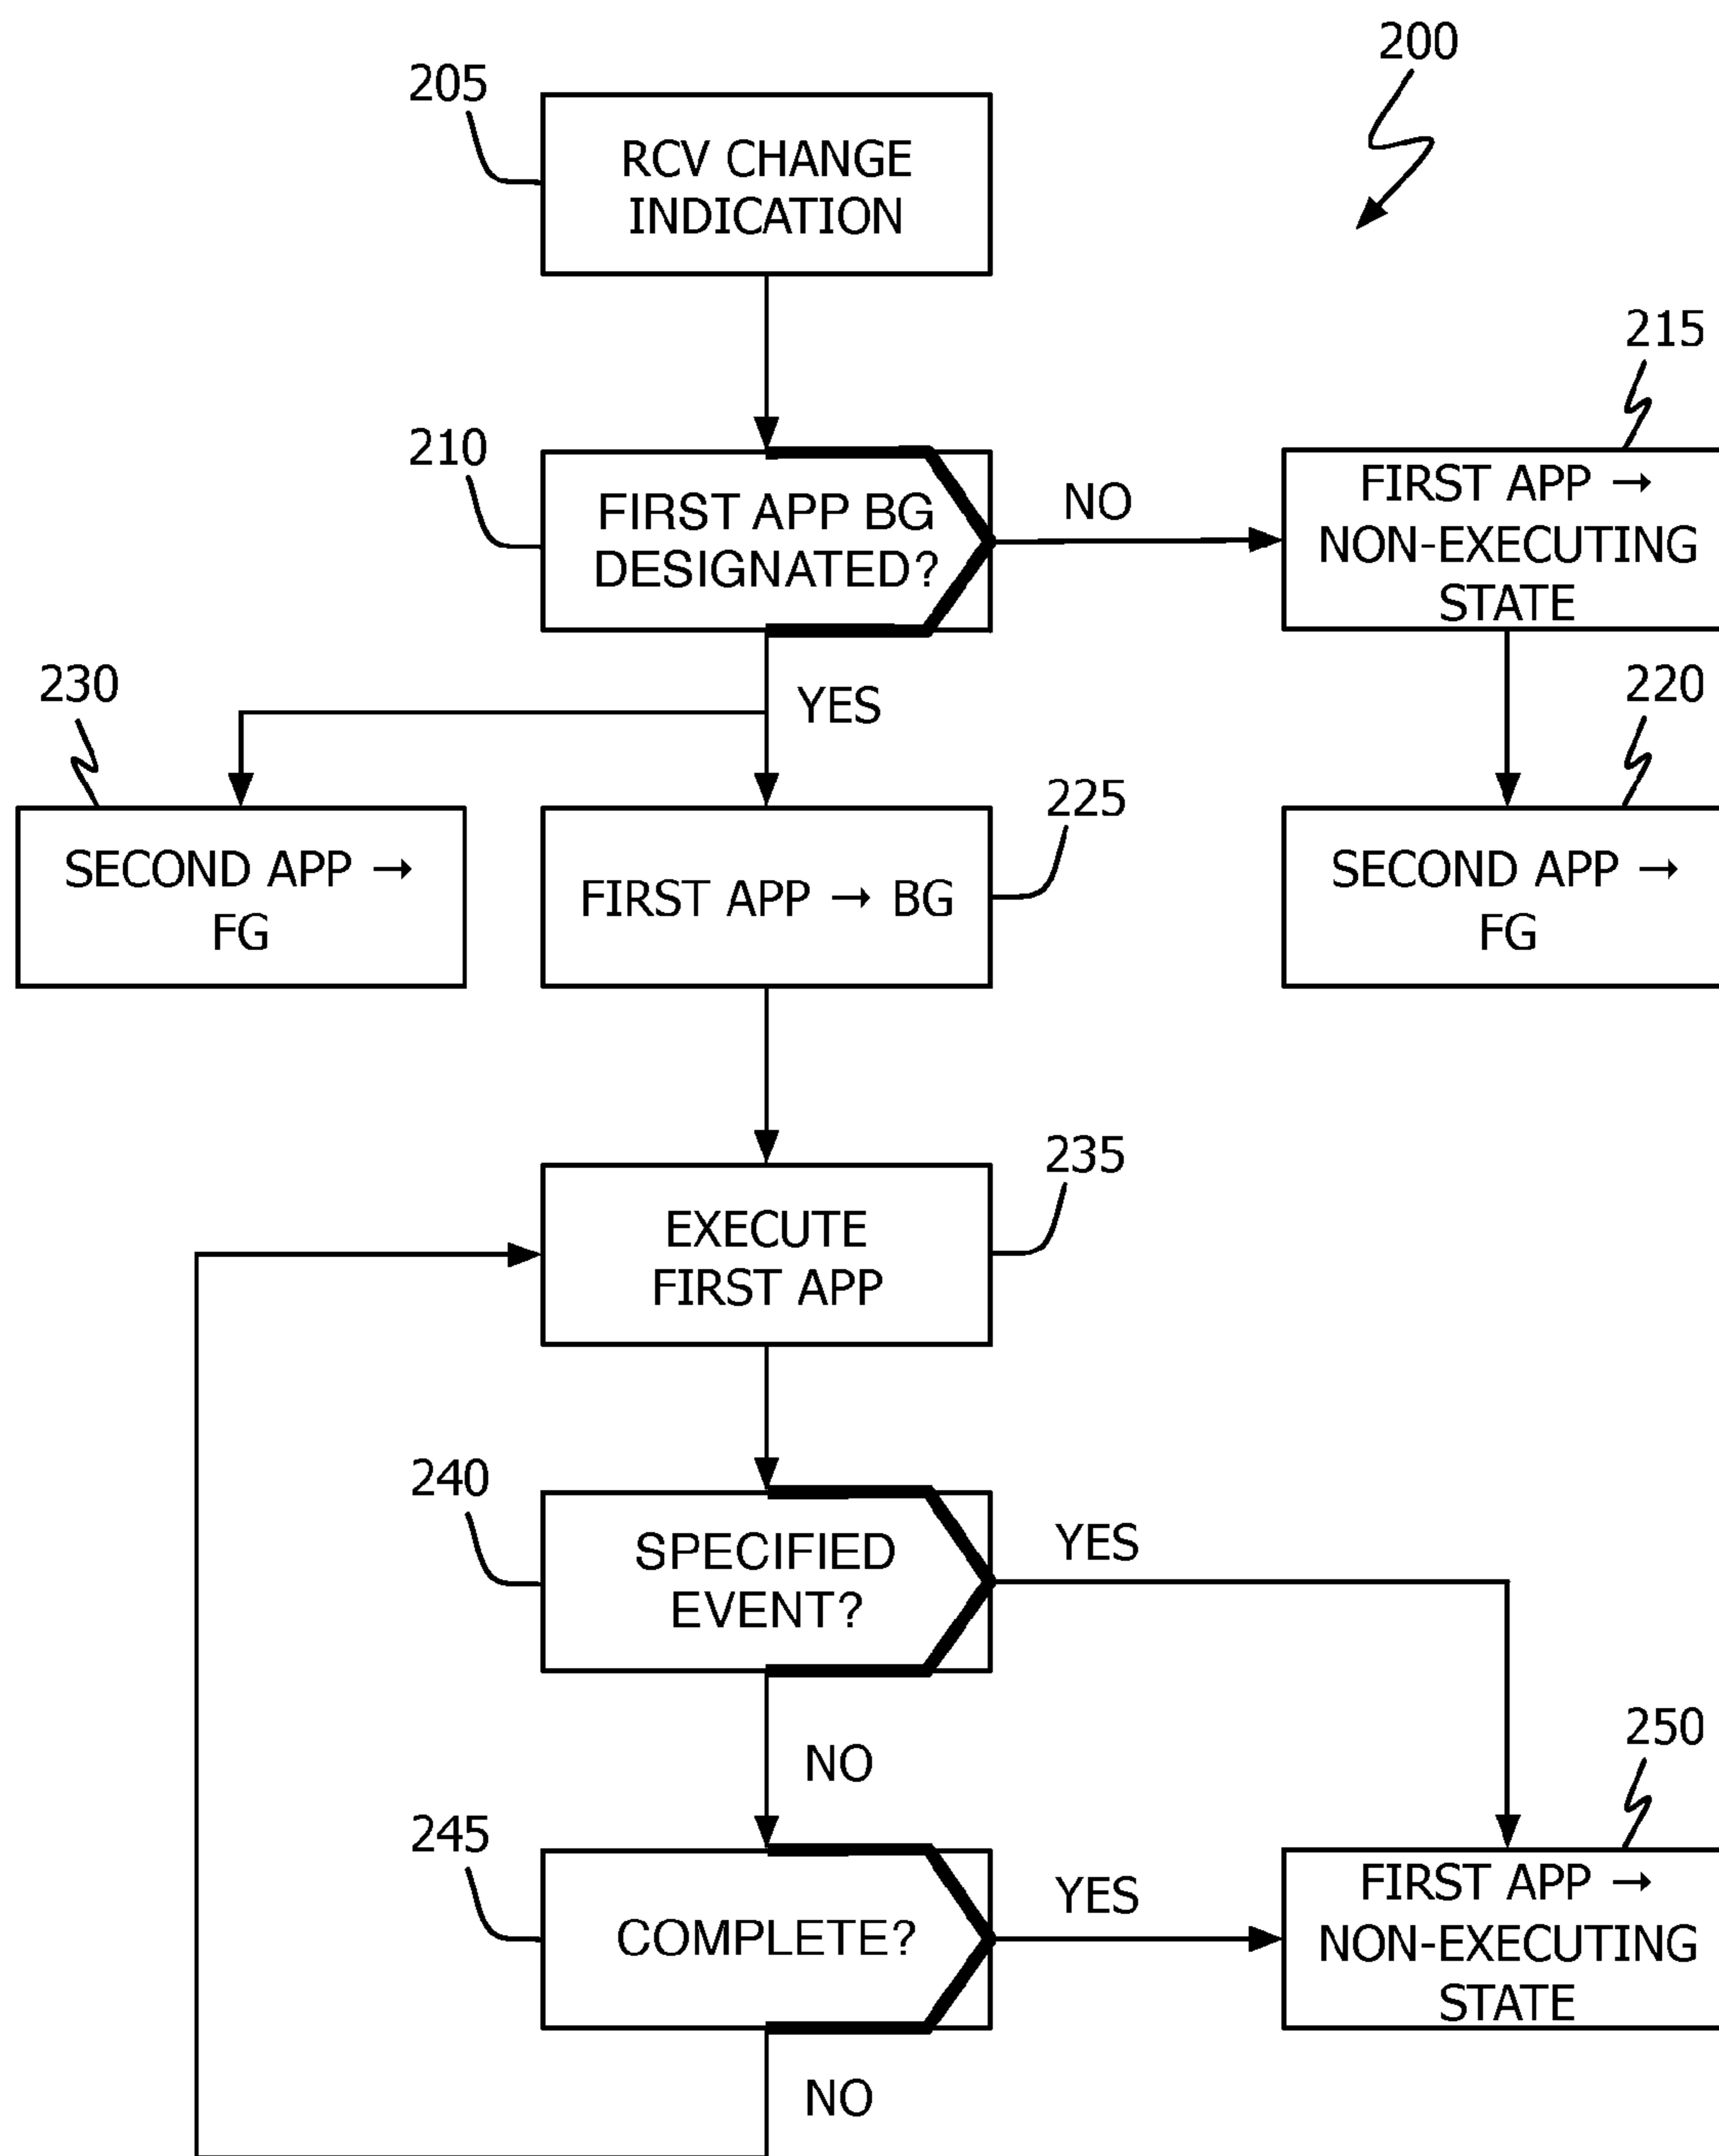 200
205
RCV CHANGE
INDICATION
215
210
FIRST APP BG
DESIGNATED?
NO
FIRST APP →
NON-EXECUTING
STATE
230
YES
220
225
SECOND APP →
FG
FIRST APP → BG
SECOND APP →
FG
235
EXECUTE
FIRST APP
240
SPECIFIED
EVENT?
YES
NO
250
245
COMPLETE?
YES
FIRST APP →
NON-EXECUTING
STATE
NO